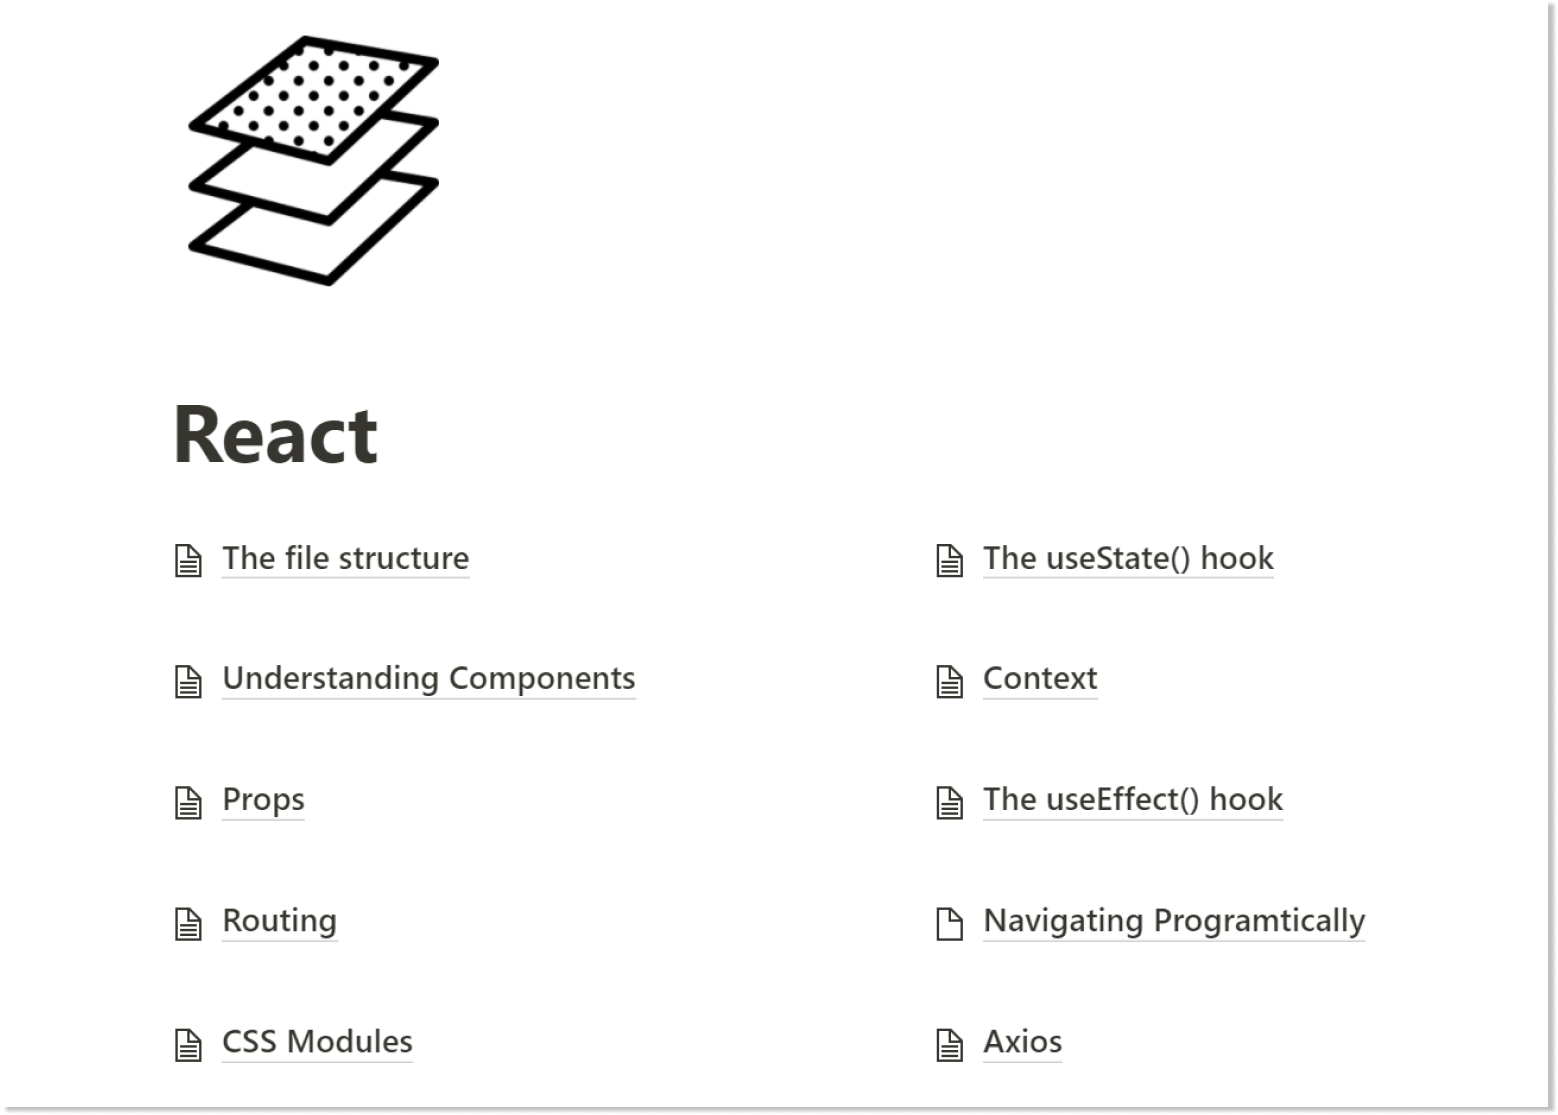 React
The file structure
Understanding Components
Props
Routing
CSS Modules
The useState() hook
Context
The useEffect() hook
Navigating Programtically
Axios